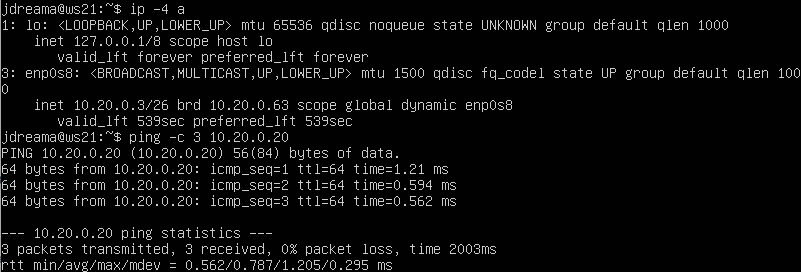 jdreama@ws21:~$ ip -4 a
1: lo: <LOOPBACK,UP,LOWER_UP> mtu 65536 qdisc noqueue state UNKNOWN group default qlen 1000
    inet 127.0.0.1/8 scope host lo
       valid_lft forever preferred_lft forever
3: enp0s8: <BROADCAST,MULTICAST,UP,LOWER_UP> mtu 1500 qdisc fq_codel state UP group default qlen 100
0
    inet 10.20.0.3/26 brd 10.20.0.63 scope global dynamic enp0s8
       valid_lft 539sec preferred_lft 539sec
jdreama@ws21:~$ ping -c 3 10.20.0.20
PING 10.20.0.20 (10.20.0.20) 56(84) bytes of data.
64 bytes from 10.20.0.20: icmp_seq=1 ttl=64 time=1.21 ms
64 bytes from 10.20.0.20: icmp_seq=2 ttl=64 time=0.594 ms
64 bytes from 10.20.0.20: icmp_seq=3 ttl=64 time=0.562 ms

--- 10.20.0.20 ping statistics ---
3 packets transmitted, 3 received, 0% packet loss, time 2003ms
rtt min/avg/max/mdev = 0.562/0.787/1.205/0.295 ms